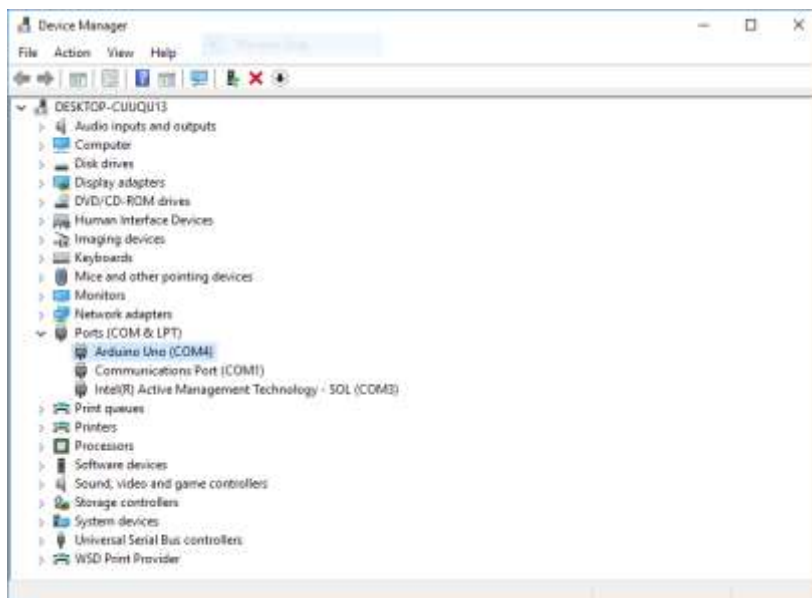 Device Manager
File Action View Help
DESKTOP-CUUQU13
Audio inputs and outputs
Computer
Disk drives
Display adapters
DVD/CD-ROM drives
Human Interface Devices
Imaging devices
Keyboards
Mice and other pointing devices
Monitors
Network adapters
Ports (COM & LPT)
Arduino Uno (COM4)
Communications Port (COM1)
Intel(R) Active Management Technology - SOL (COM3)
Print queues
Printers
Processors
Software devices
Sound, video and game controllers
Storage controllers
System devices
Universal Serial Bus controllers
WSD Print Provider